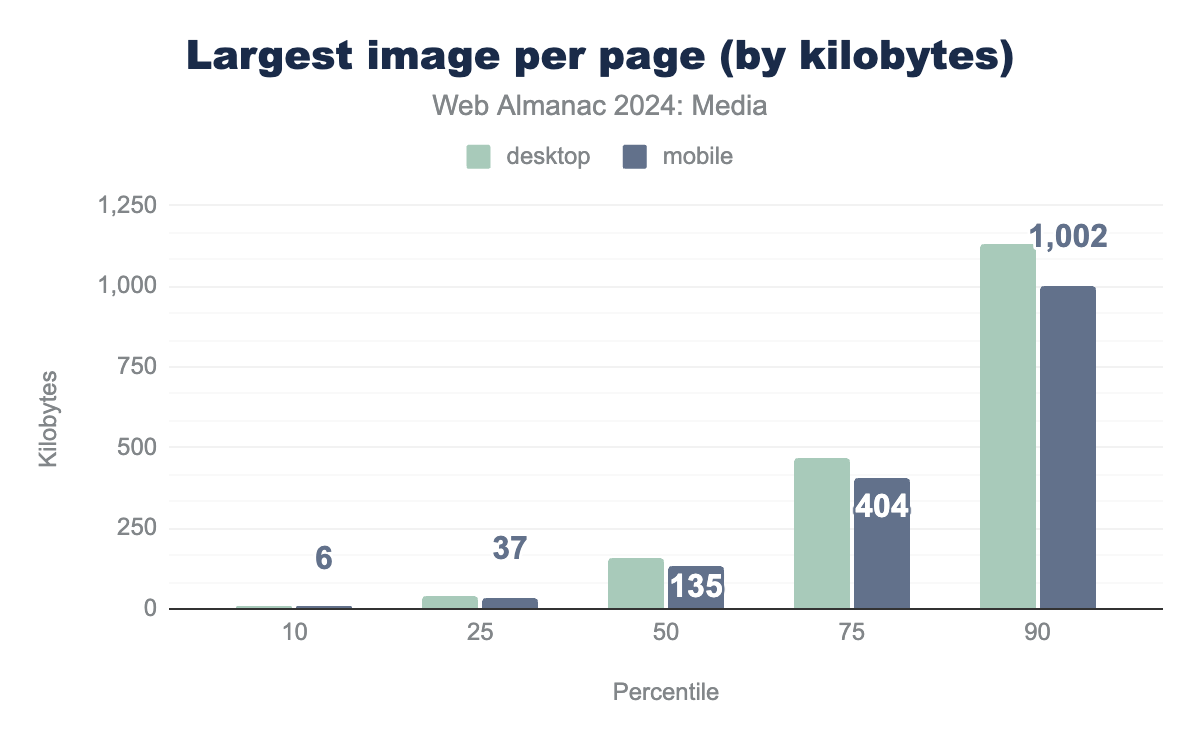 Largest image per page (by kilobytes)
Web Almanac 2024: Media
desktop mobile
1,250
1,000
750
500
250
0
Kilobytes
6
37
135
404
1,002
10 25 50 75 90
Percentile